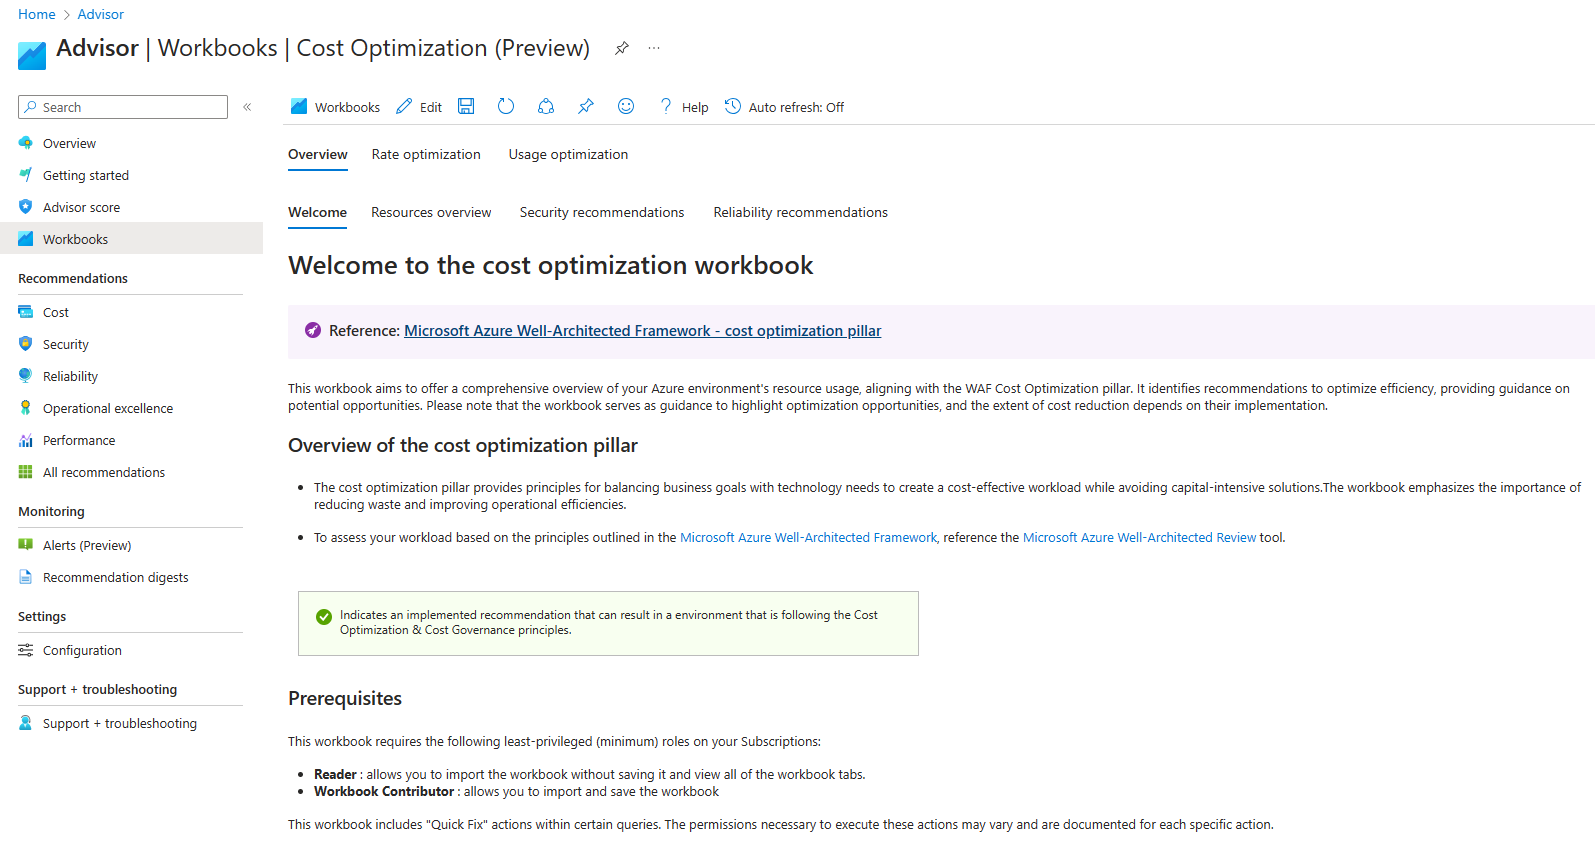 Home > Advisor
Advisor | Workbooks | Cost Optimization (Preview)
Search
Overview
Getting started
Advisor score
Workbooks
Recommendations
Cost
Security
Reliability
Operational excellence
Performance
All recommendations
Monitoring
Alerts (Preview)
Recommendation digests
Settings
Configuration
Support + troubleshooting
Support + troubleshooting
Workbooks Edit Help Auto refresh: Off
Overview Rate optimization Usage optimization
Welcome Resources overview Security recommendations Reliability recommendations
Welcome to the cost optimization workbook
Reference: Microsoft Azure Well-Architected Framework - cost optimization pillar
This workbook aims to offer a comprehensive overview of your Azure environment's resource usage, aligning with the WAF Cost Optimization pillar. It identifies recommendations to optimize efficiency, providing guidance on
potential opportunities. Please note that the workbook serves as guidance to highlight optimization opportunities, and the extent of cost reduction depends on their implementation.
Overview of the cost optimization pillar
• The cost optimization pillar provides principles for balancing business goals with technology needs to create a cost-effective workload while avoiding capital-intensive solutions.The workbook emphasizes the importance of
reducing waste and improving operational efficiencies.
• To assess your workload based on the principles outlined in the Microsoft Azure Well-Architected Framework, reference the Microsoft Azure Well-Architected Review tool.
Indicates an implemented recommendation that can result in a environment that is following the Cost
Optimization & Cost Governance principles.
Prerequisites
This workbook requires the following least-privileged (minimum) roles on your Subscriptions:
• Reader : allows you to import the workbook without saving it and view all of the workbook tabs.
• Workbook Contributor : allows you to import and save the workbook
This workbook includes "Quick Fix" actions within certain queries. The permissions necessary to execute these actions may vary and are documented for each specific action.